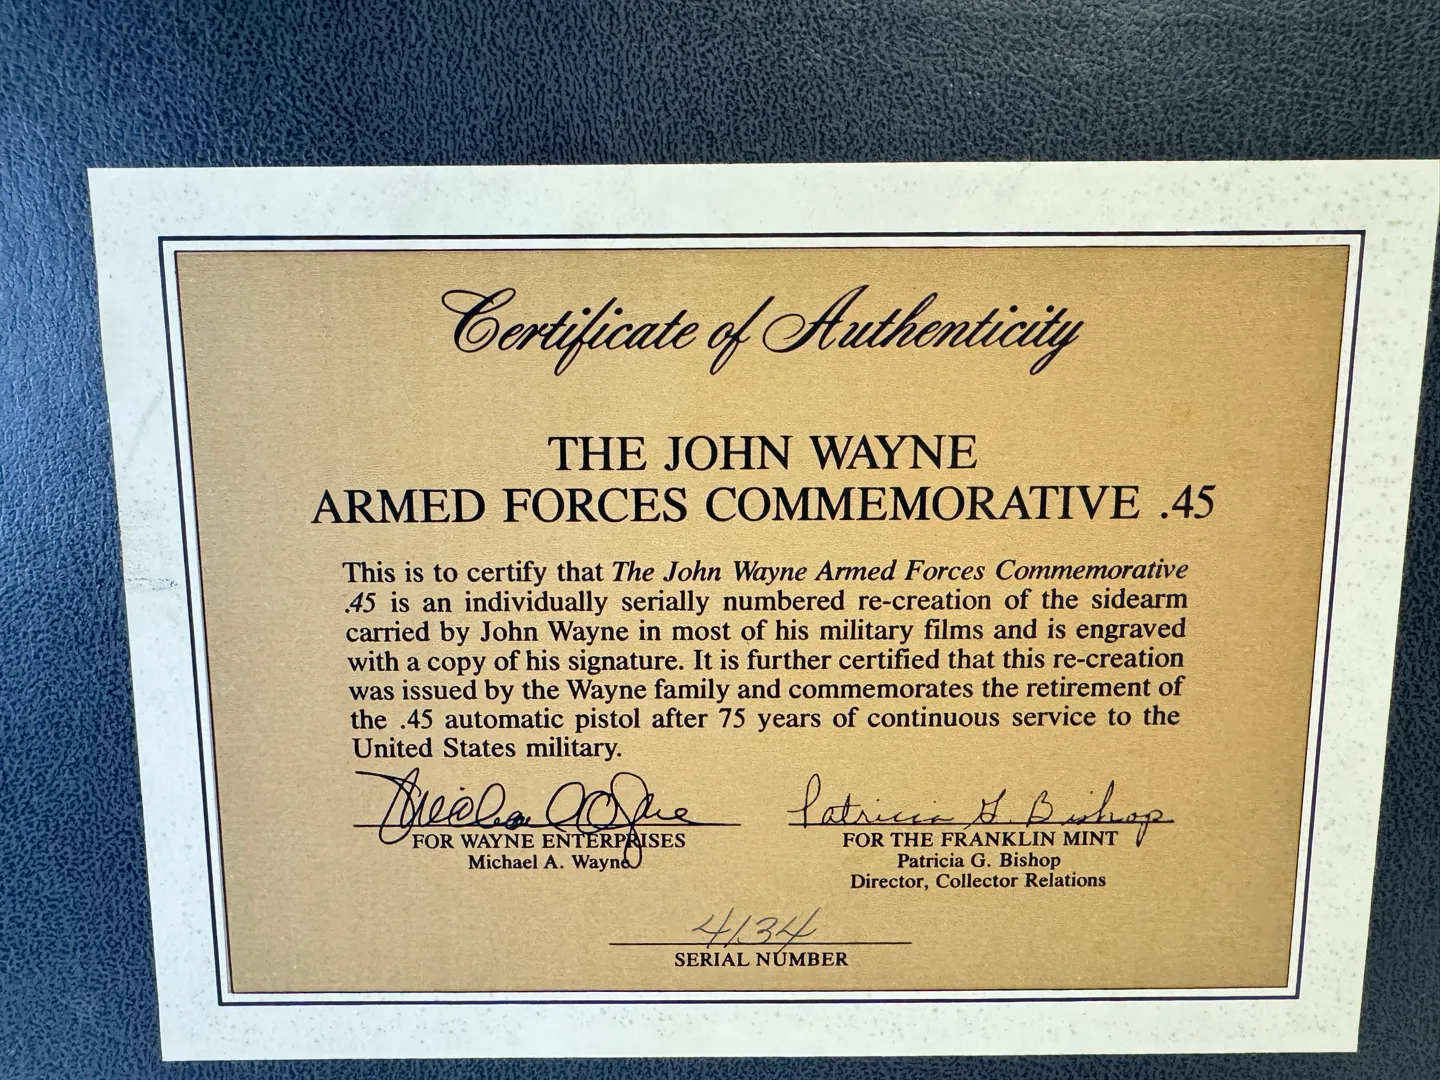 Certificate of Authenticity
THE JOHN WAYNE
ARMED FORCES COMMEMORATIVE .45
This is to certify that The John Wayne Armed Forces Commemorative
.45 is an individually serially numbered re-creation of the sidearm
carried by John Wayne in most of his military films and is engraved
with a copy of his signature. It is further certified that this re-creation
was issued by the Wayne family and commemorates the retirement of
the .45 automatic pistol after 75 years of continuous service to the
United States military.
Michael A. Wayne
FOR WAYNE ENTERPRISES
Michael A. Wayne
Patricia G. Bishop
FOR THE FRANKLIN MINT
Patricia G. Bishop
Director, Collector Relations
4134
SERIAL NUMBER